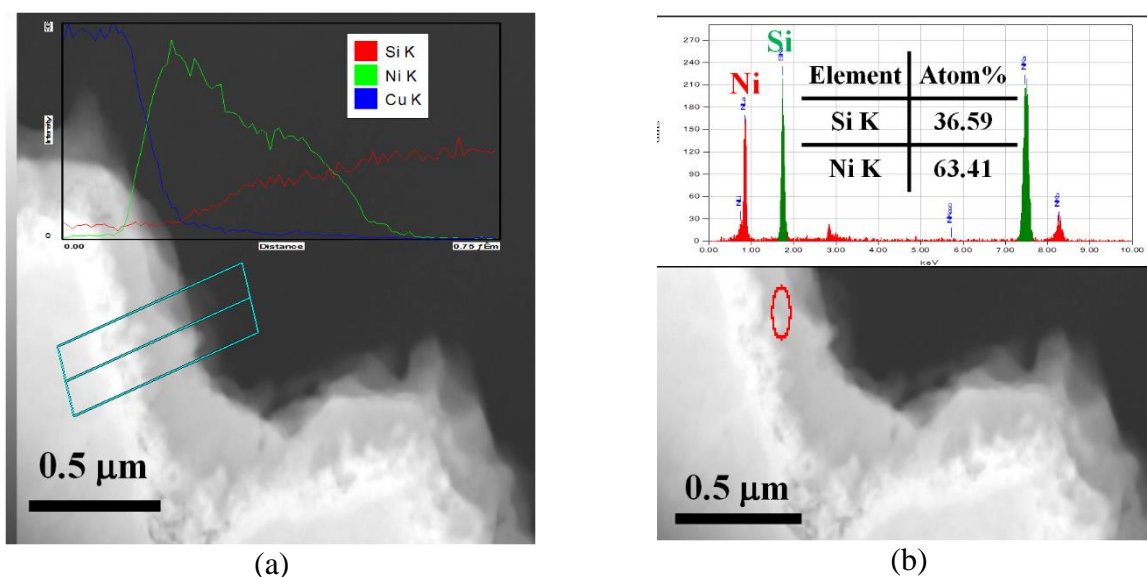 Si K
Ni K
Cu K
0.00
Distance
0.5 μm
(a)
270
240
210
180
150
120
90
60
30
0
Ni
Si
Element Atom%
Si K 36.59
Ni K 63.41
0.00 1.00 2.00 3.00 4.00 5.00 6.00 7.00 8.00 9.00 10.00
keV
0.5 μm
(b)